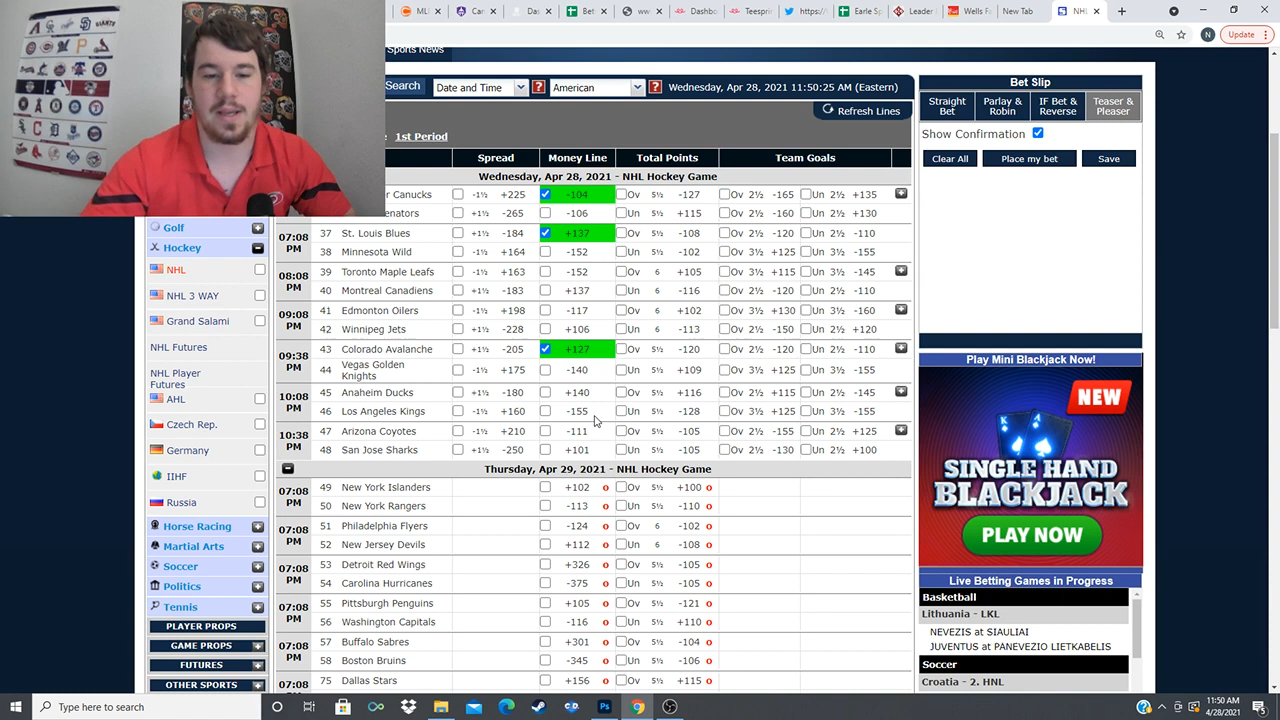 MLI
Car
Das
Bet
ww
Dashbo
Teespri
https://
Earle Sp
Leader
Wells Fa
New Tab
NHL
N
Update
GIANTS
Sports News
Search
Date and Time
?
American
?
Wednesday, Apr 28, 2021 11:50:25 AM (Eastern)
Refresh Lines
1st Period
Spread Money Line Total Points Team Goals
Wednesday, Apr 28, 2021 - NHL Hockey Game
er Canucks -1½ +225 -104 Ov 5½ -127 Ov 2½ -165 Un 2½ +135
Senators +1½ -265 -106 Un 5½ +115 Ov 2½ -160 Un 2½ +130
07:08 PM
37 St. Louis Blues +1½ -184 +137 Ov 5½ -108 Ov 2½ -120 Un 2½ -110
38 Minnesota Wild -1½ +164 -152 Un 5½ -102 Ov 3½ +125 Un 3½ -155
08:08 PM
39 Toronto Maple Leafs -1½ +163 -152 Ov 6 +105 Ov 3½ +115 Un 3½ -145
40 Montreal Canadiens +1½ -183 +137 Un 6 -116 Ov 2½ -120 Un 2½ -110
09:08 PM
41 Edmonton Oilers -1½ +198 -117 Ov 6 +102 Ov 3½ +130 Un 3½ -160
42 Winnipeg Jets +1½ -228 +106 Un 6 -113 Ov 2½ -150 Un 2½ +120
09:38 PM
43 Colorado Avalanche +1½ -205 +127 Ov 5½ -120 Ov 2½ -120 Un 2½ -110
44 Vegas Golden Knights -1½ +175 -140 Un 5½ +109 Ov 3½ +125 Un 3½ -155
10:08 PM
45 Anaheim Ducks +1½ -180 +140 Ov 5½ +116 Ov 2½ +115 Un 2½ -145
46 Los Angeles Kings -1½ +160 -155 Un 5½ -128 Ov 3½ +125 Un 3½ -155
10:38 PM
47 Arizona Coyotes -1½ +210 -111 Ov 5½ -105 Ov 2½ -155 Un 2½ +125
48 San Jose Sharks +1½ -250 +101 Un 5½ -105 Ov 2½ -130 Un 2½ +100
Thursday, Apr 29, 2021 - NHL Hockey Game
07:08 PM
49 New York Islanders +102 o Ov 5½ +100 o
50 New York Rangers -113 o Un 5½ -110 o
07:08 PM
51 Philadelphia Flyers -124 o Ov 6 -102 o
52 New Jersey Devils +112 o Un 6 -108 o
07:08 PM
53 Detroit Red Wings +326 o Ov 5½ -105 o
54 Carolina Hurricanes -375 o Un 5½ -105 o
07:08 PM
55 Pittsburgh Penguins +105 o Ov 5½ -121 o
56 Washington Capitals -116 o Un 5½ +110 o
07:08 PM
57 Buffalo Sabres +301 o Ov 5½ -104 o
58 Boston Bruins -345 o Un 5½ -106 o
07:08
75 Dallas Stars +156 o Ov 5½ +115 o
Golf
Hockey
NHL
NHL 3 WAY
Grand Salami
NHL Futures
NHL Player
Futures
AHL
Czech Rep.
Germany
IIHF
Russia
Horse Racing
Martial Arts
Soccer
Politics
Tennis
PLAYER PROPS
GAME PROPS
FUTURES
OTHER SPORTS
Bet Slip
Straight Bet
Parlay & Robin
IF Bet & Reverse
Teaser & Pleaser
Show Confirmation
Clear All
Place my bet
Save
Play Mini Blackjack Now!
NEW
SINGLE HAND
BLACKJACK
PLAY NOW
Live Betting Games in Progress
Basketball
Lithuania - LKL
NEVEZIS at SIAULIAI
JUVENTUS at PANEVEZIO LIETKABELIS
Soccer
Croatia - 2. HNL
Type here to search
11:50 AM
4/28/2021